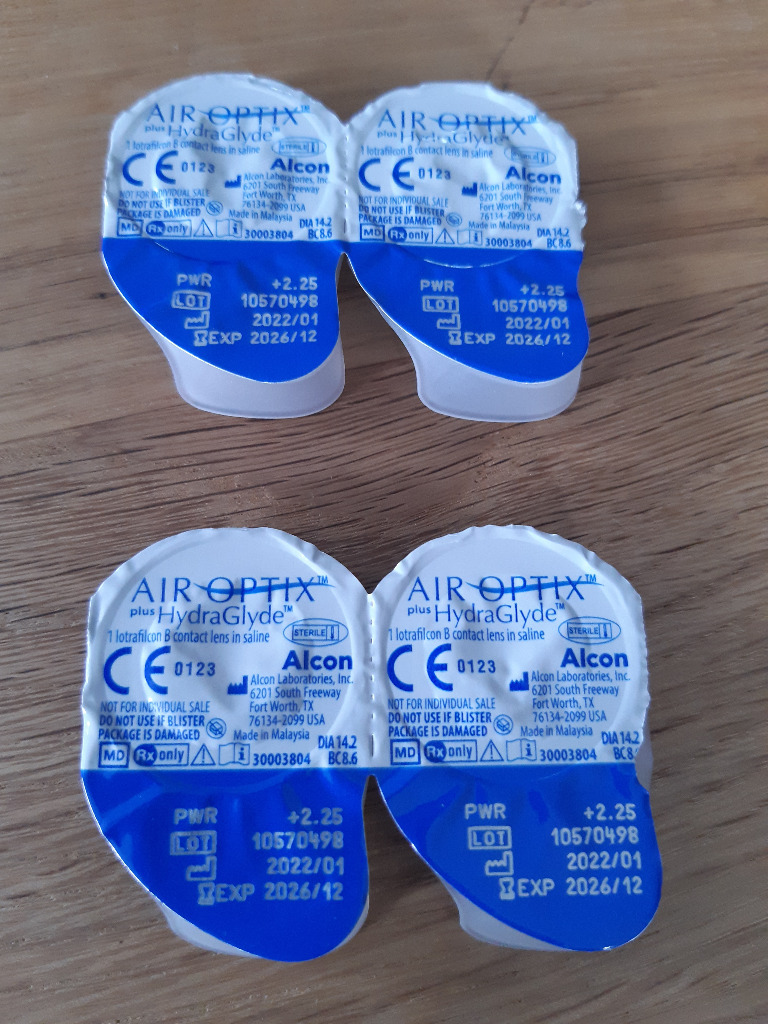 AIR OPTIX™
plus HydraGlyde™
1 lotrafilcon B contact lens in saline
STERILE
CE 0123
Alcon
Alcon Laboratories, Inc.
6201 South Freeway
Fort Worth, TX
76134-2099 USA
Made in Malaysia
NOT FOR INDIVIDUAL SALE
DO NOT USE IF BLISTER
PACKAGE IS DAMAGED
MD Rx only 30003804
DIA 14.2
BC 8.6
PWR +2.25
LOT 10570498
2022/01
EXP 2026/12
AIR OPTIX™
plus HydraGlyde™
1 lotrafilcon B contact lens in saline
STERILE
CE 0123
Alcon
Alcon Laboratories, Inc.
6201 South Freeway
Fort Worth, TX
76134-2099 USA
Made in Malaysia
NOT FOR INDIVIDUAL SALE
DO NOT USE IF BLISTER
PACKAGE IS DAMAGED
MD Rx only 30003804
DIA 14.2
BC 8.6
PWR +2.25
LOT 10570498
2022/01
EXP 2026/12
AIR OPTIX™
plus HydraGlyde™
1 lotrafilcon B contact lens in saline
STERILE
CE 0123
Alcon
Alcon Laboratories, Inc.
6201 South Freeway
Fort Worth, TX
76134-2099 USA
Made in Malaysia
NOT FOR INDIVIDUAL SALE
DO NOT USE IF BLISTER
PACKAGE IS DAMAGED
MD Rx only 30003804
DIA 14.2
BC 8.6
PWR +2.25
LOT 10570498
2022/01
EXP 2026/12
AIR OPTIX™
plus HydraGlyde™
1 lotrafilcon B contact lens in saline
STERILE
CE 0123
Alcon
Alcon Laboratories, Inc.
6201 South Freeway
Fort Worth, TX
76134-2099 USA
Made in Malaysia
NOT FOR INDIVIDUAL SALE
DO NOT USE IF BLISTER
PACKAGE IS DAMAGED
MD Rx only 30003804
DIA 14.2
BC 8.6
PWR +2.25
LOT 10570498
2022/01
EXP 2026/12